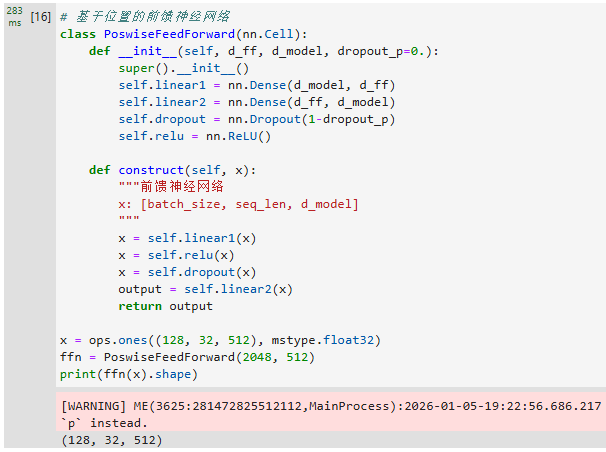 283
ms
[16]
# 基于位置的前馈神经网络
class PoswiseFeedForward(nn.Cell):
    def __init__(self, d_ff, d_model, dropout_p=0.):
        super().__init__()
        self.linear1 = nn.Dense(d_model, d_ff)
        self.linear2 = nn.Dense(d_ff, d_model)
        self.dropout = nn.Dropout(1-dropout_p)
        self.relu = nn.ReLU()

    def construct(self, x):
        """前馈神经网络
        x: [batch_size, seq_len, d_model]
        """
        x = self.linear1(x)
        x = self.relu(x)
        x = self.dropout(x)
        output = self.linear2(x)
        return output

x = ops.ones((128, 32, 512), mstype.float32)
ffn = PoswiseFeedForward(2048, 512)
print(ffn(x).shape)
[WARNING] ME(3625:281472825512112,MainProcess):2026-01-05-19:22:56.686.217
`p` instead.
(128, 32, 512)